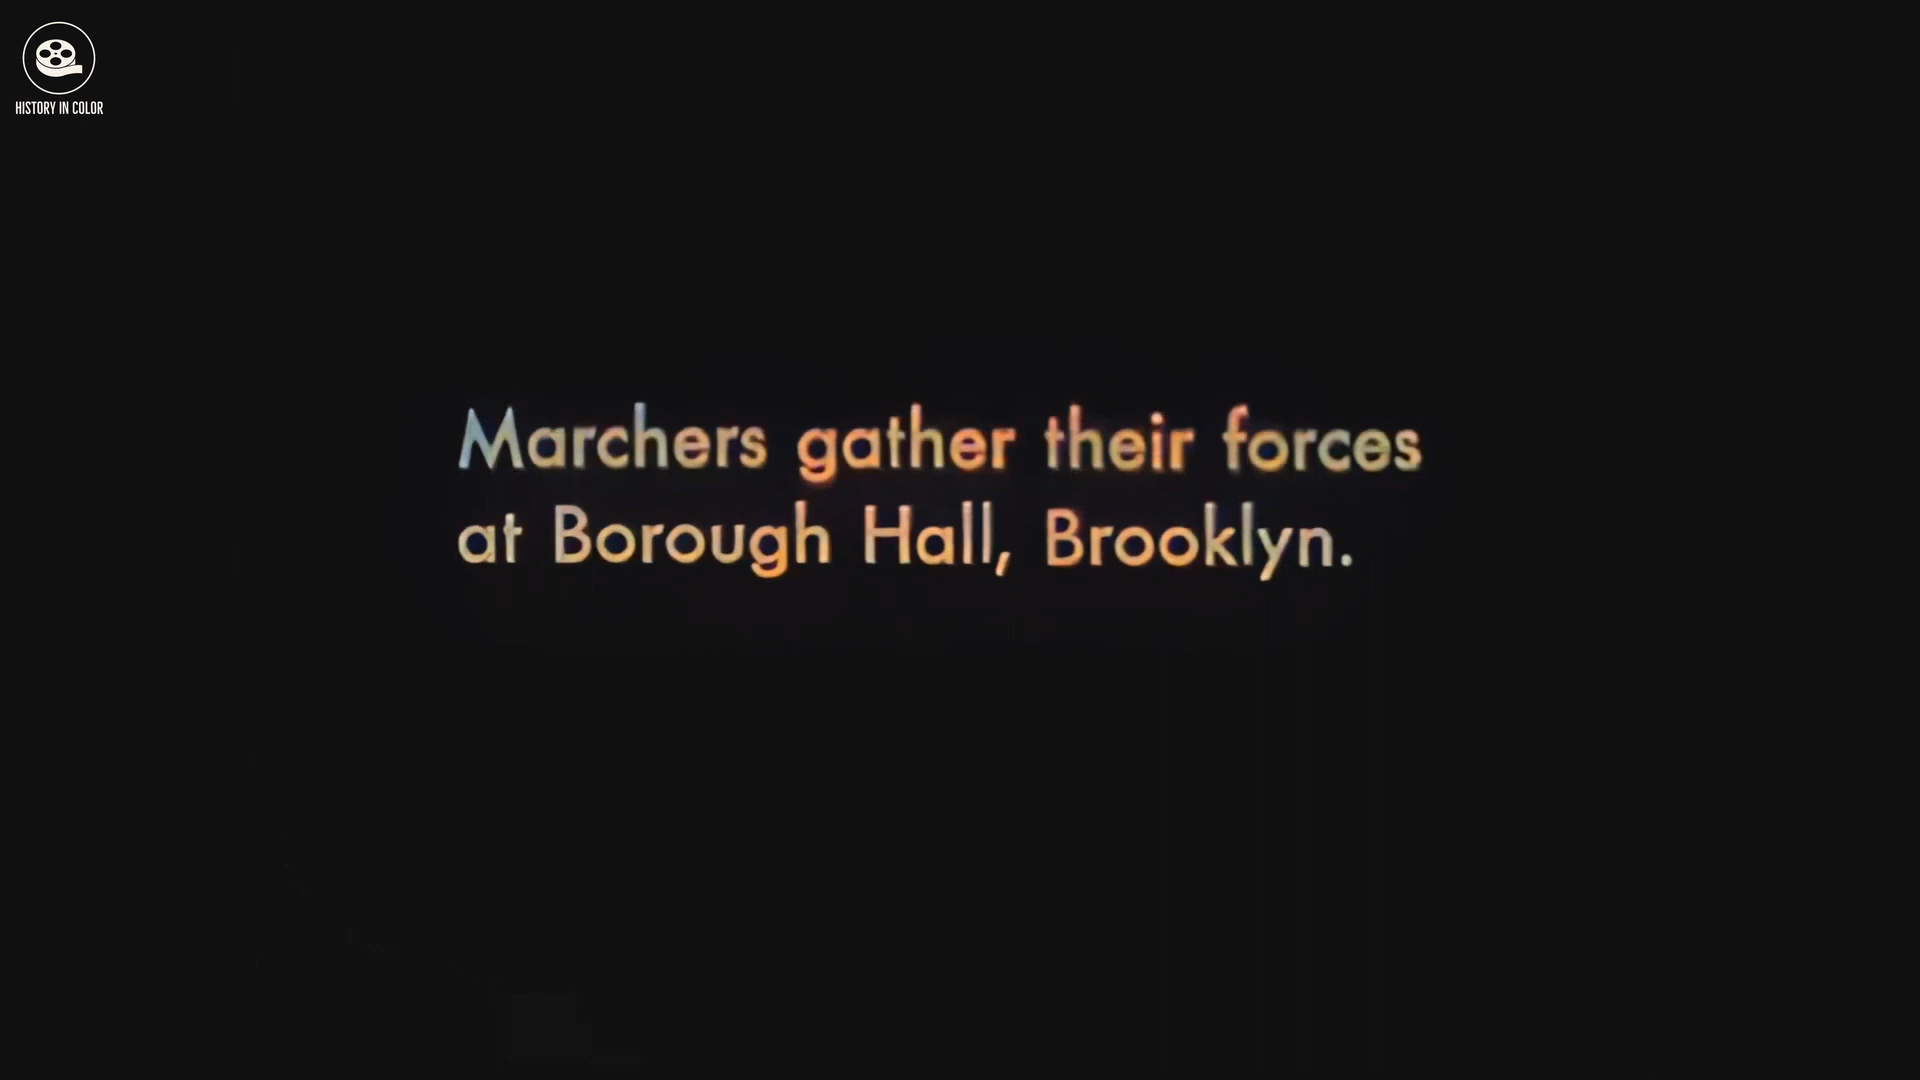 HISTORY IN COLOR
Marchers gather their forces
at Borough Hall, Brooklyn.